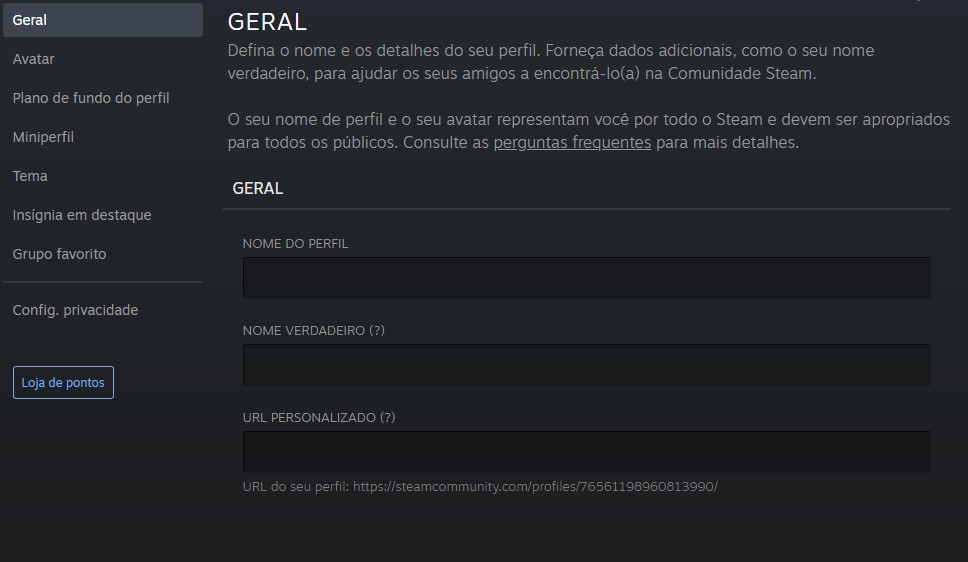 Geral
Avatar
Plano de fundo do perfil
Miniperfil
Tema
Insígnia em destaque
Grupo favorito
Config. privacidade
Loja de pontos
GERAL
Defina o nome e os detalhes do seu perfil. Forneça dados adicionais, como o seu nome
verdadeiro, para ajudar os seus amigos a encontrá-lo(a) na Comunidade Steam.
O seu nome de perfil e o seu avatar representam você por todo o Steam e devem ser apropriados
para todos os públicos. Consulte as perguntas frequentes para mais detalhes.
GERAL
NOME DO PERFIL
NOME VERDADEIRO (?)
URL PERSONALIZADO (?)
URL do seu perfil: https://steamcommunity.com/profiles/76561198960813990/